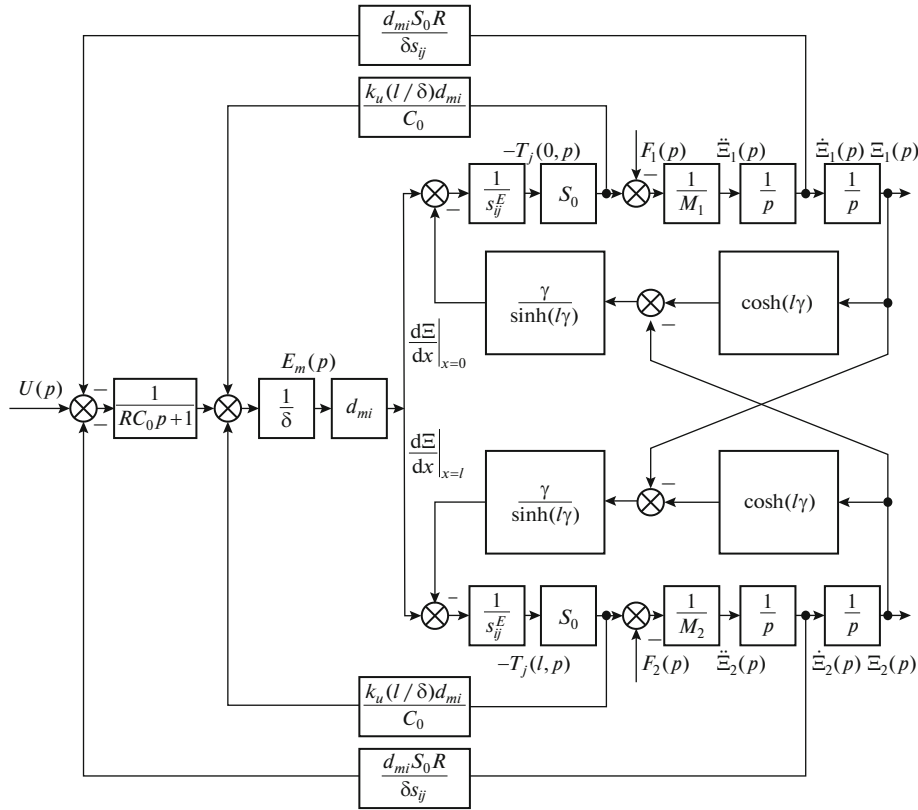 d_{mi}S_0R
δs_{ij}
k_u(l/δ)d_{mi}
C_0
−T_j(0, p)
F_1(p)
Ξ̈_1(p)
Ξ̇_1(p) Ξ_1(p)
−
1
s^E_{ij}
S_0
1
M_1
1
p
1
p
−
γ
sinh(lγ)
−
cosh(lγ)
dΞ
dx |_{x=0}
E_m(p)
U(p)
−
−
1
RC_0p+1
1
δ
d_{mi}
dΞ
dx |_{x=l}
γ
sinh(lγ)
−
cosh(lγ)
−
1
s^E_{ij}
S_0
−
1
M_2
1
p
1
p
−T_j(l, p)
F_2(p)
Ξ̈_2(p)
Ξ̇_2(p) Ξ_2(p)
k_u(l/δ)d_{mi}
C_0
d_{mi}S_0R
δs_{ij}